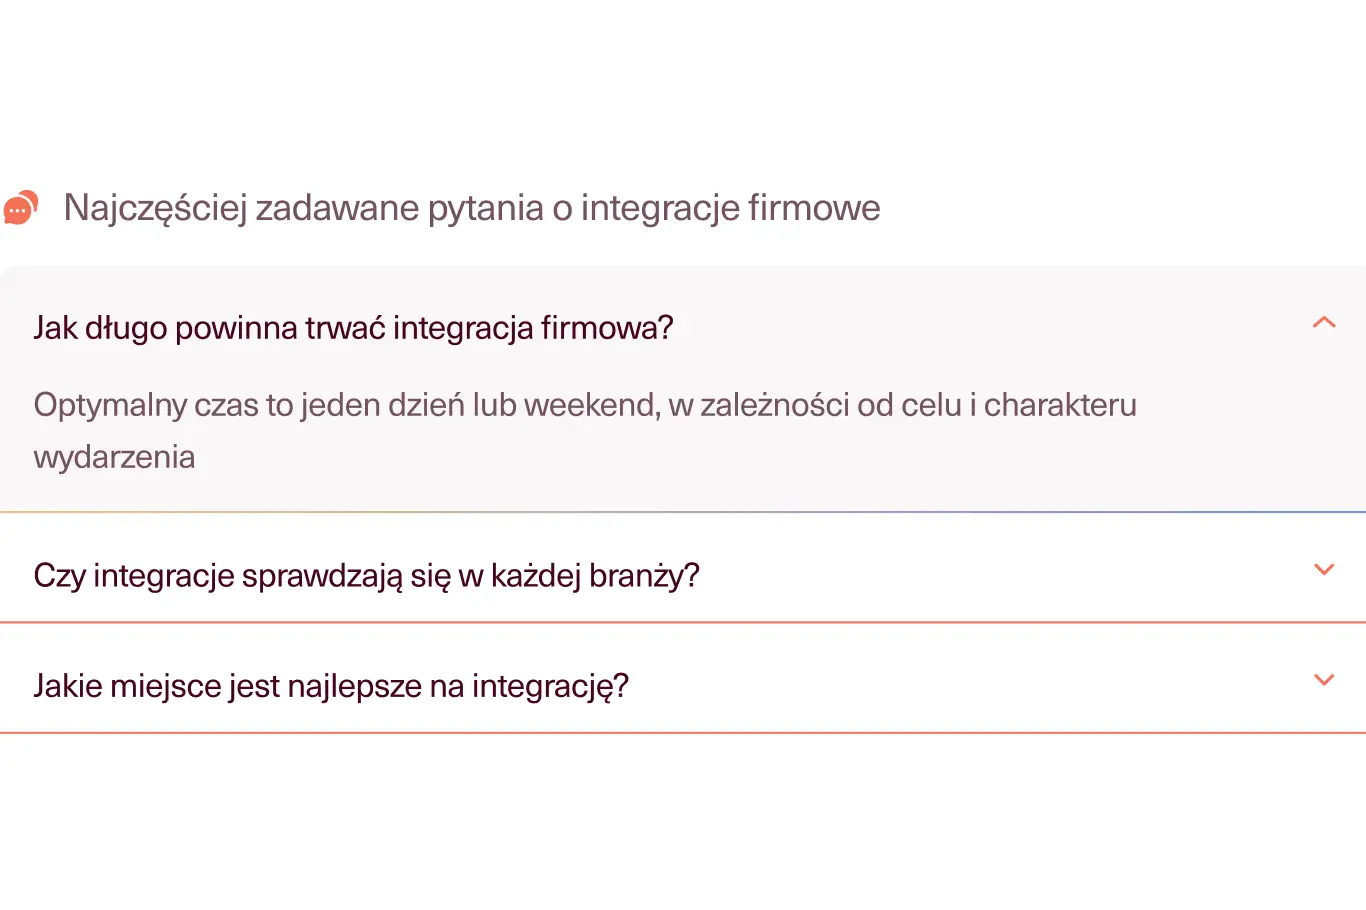 Najczęściej zadawane pytania o integracje firmowe
Jak długo powinna trwać integracja firmowa?
Optymalny czas to jeden dzień lub weekend, w zależności od celu i charakteru
wydarzenia
Czy integracje sprawdzają się w każdej branży?
Jakie miejsce jest najlepsze na integrację?